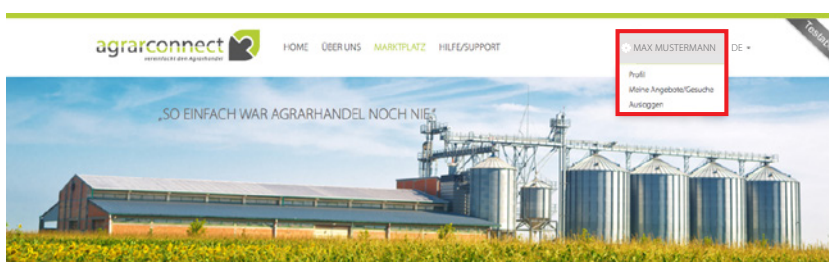 agrarconnect
vereinfacht den Agrarhandel
HOME ÜBER UNS MARKTPLATZ HILFE/SUPPORT
MAX MUSTERMANN DE
Profil
Meine Angebote/Gesuche
Ausloggen
„SO EINFACH WAR AGRARHANDEL NOCH NIE“